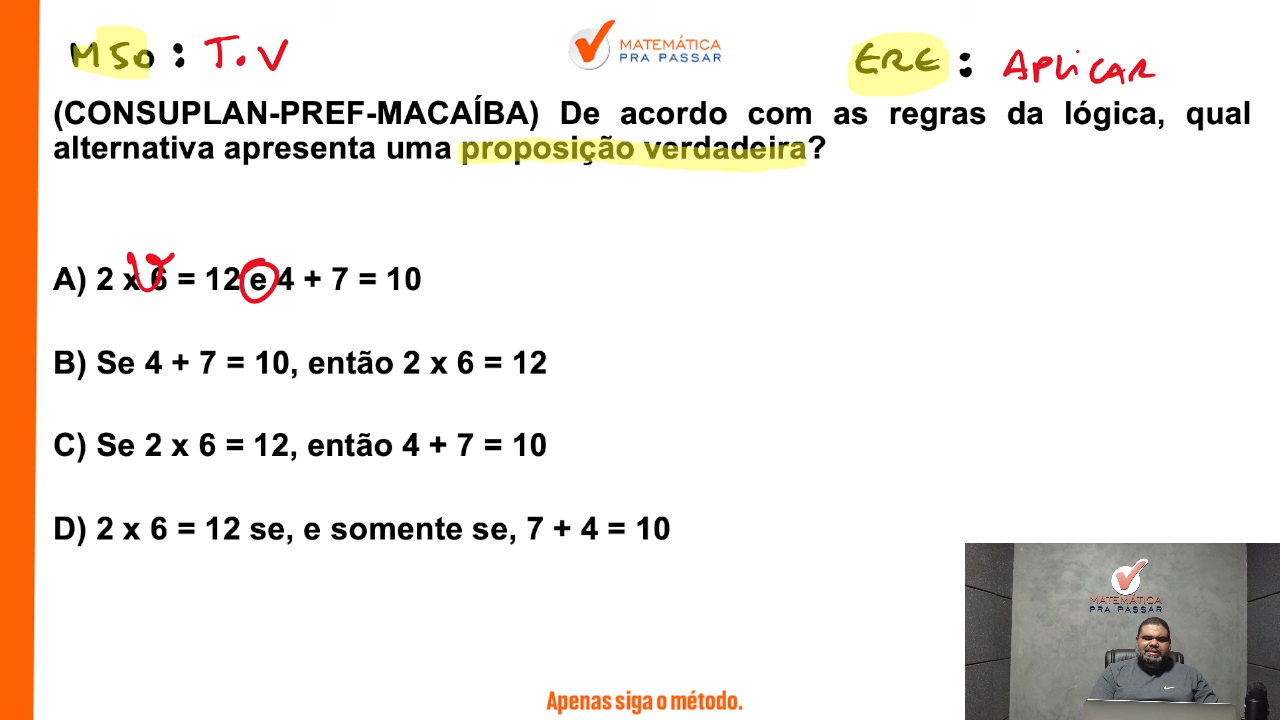 MSO : T.V
MATEMÁTICA
PRA PASSAR
ERE : APLICAR
(CONSUPLAN-PREF-MACAÍBA) De acordo com as regras da lógica, qual
alternativa apresenta uma proposição verdadeira?
V
A) 2 x 6 = 12 e 4 + 7 = 10
B) Se 4 + 7 = 10, então 2 x 6 = 12
C) Se 2 x 6 = 12, então 4 + 7 = 10
D) 2 x 6 = 12 se, e somente se, 7 + 4 = 10
MATEMÁTICA
PRA PASSAR
Apenas siga o método.